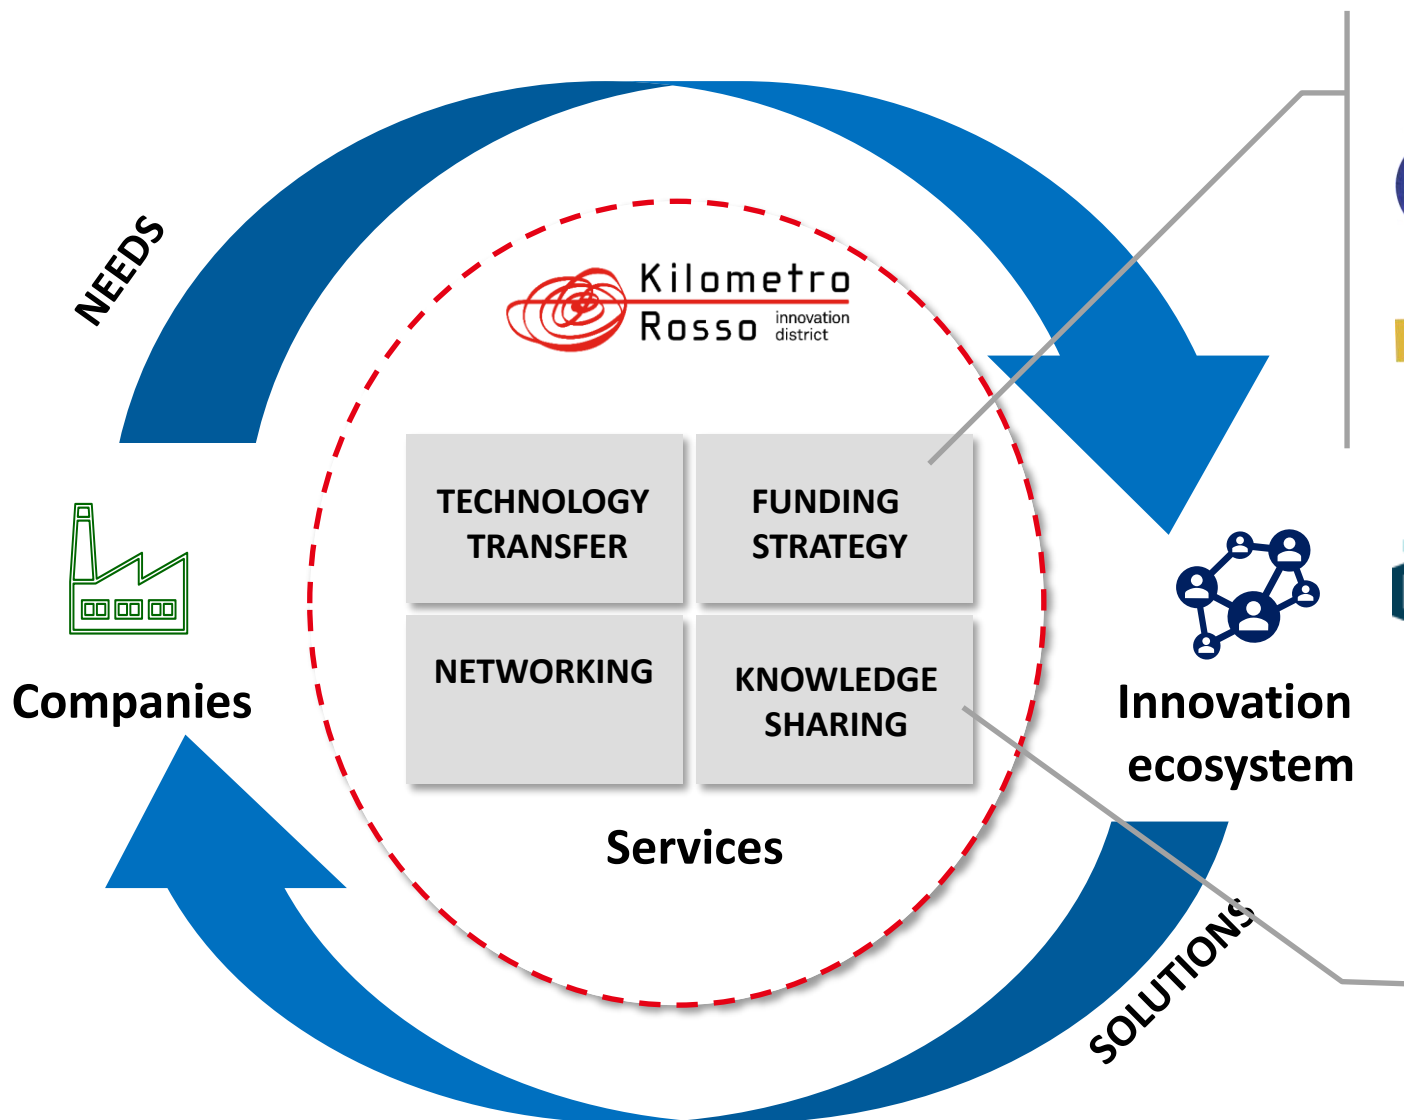 NEEDS
Kilometro
Rosso
innovation
district
TECHNOLOGY
TRANSFER
FUNDING
STRATEGY
NETWORKING
KNOWLEDGE
SHARING
Companies
Innovation
ecosystem
Services
SOLUTIONS